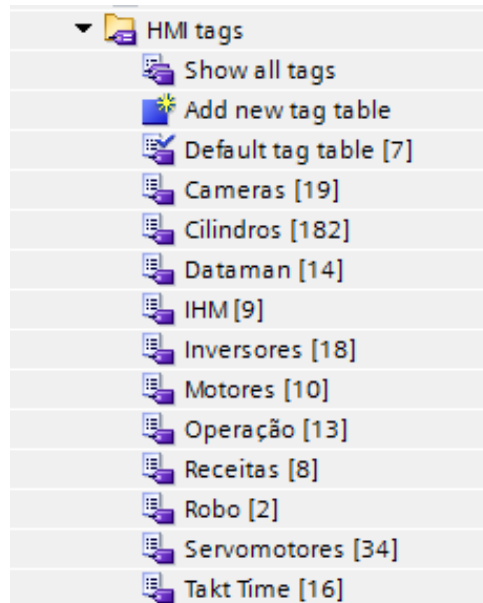 HMI tags
Show all tags
Add new tag table
Default tag table [7]
Cameras [19]
Cilindros [182]
Dataman [14]
IHM [9]
Inversores [18]
Motores [10]
Operação [13]
Receitas [8]
Robo [2]
Servomotores [34]
Takt Time [16]